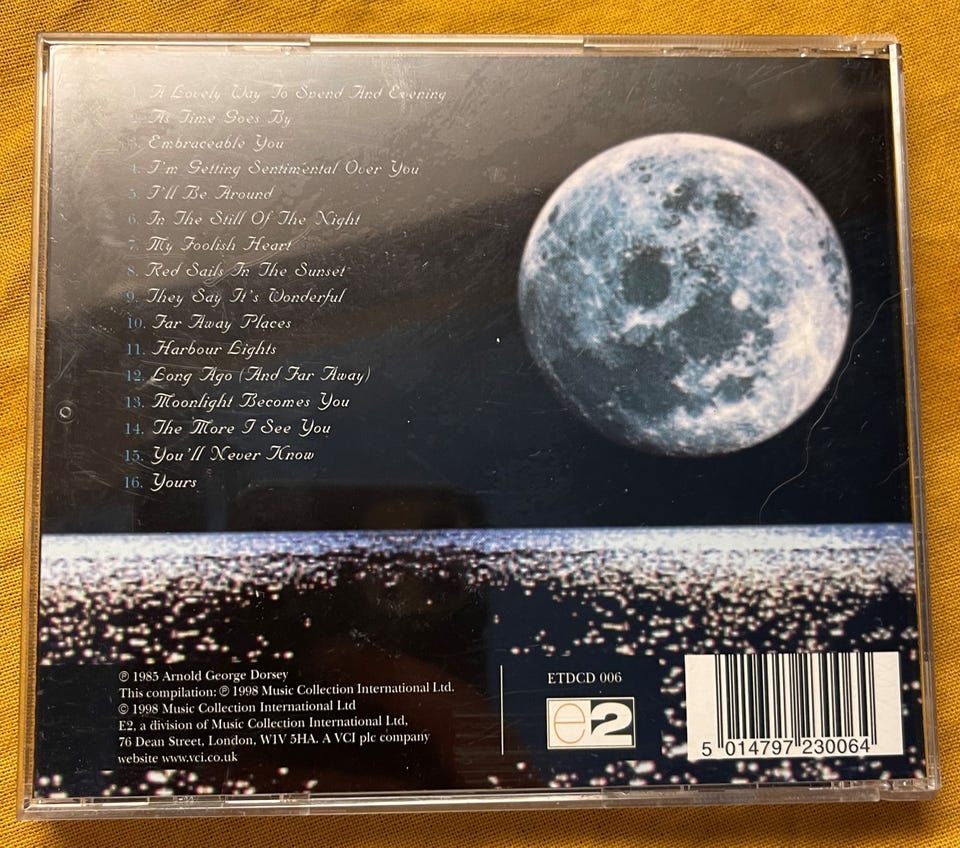 1. A Lovely Way To Spend And Evening
2. As Time Goes By
3. Embraceable You
4. I'm Getting Sentimental Over You
5. I'll Be Around
6. In The Still Of The Night
7. My Foolish Heart
8. Red Sails In The Sunset
9. They Say It's Wonderful
10. Far Away Places
11. Harbour Lights
12. Long Ago (And Far Away)
13. Moonlight Becomes You
14. The More I See You
15. You'll Never Know
16. Yours
℗ 1985 Arnold George Dorsey
This compilation: ℗ 1998 Music Collection International Ltd.
© 1998 Music Collection International Ltd
E2, a division of Music Collection International Ltd,
76 Dean Street, London, W1V 5HA. A VCI plc company
website www.vci.co.uk
ETDCD 006
e2
5 014797 230064